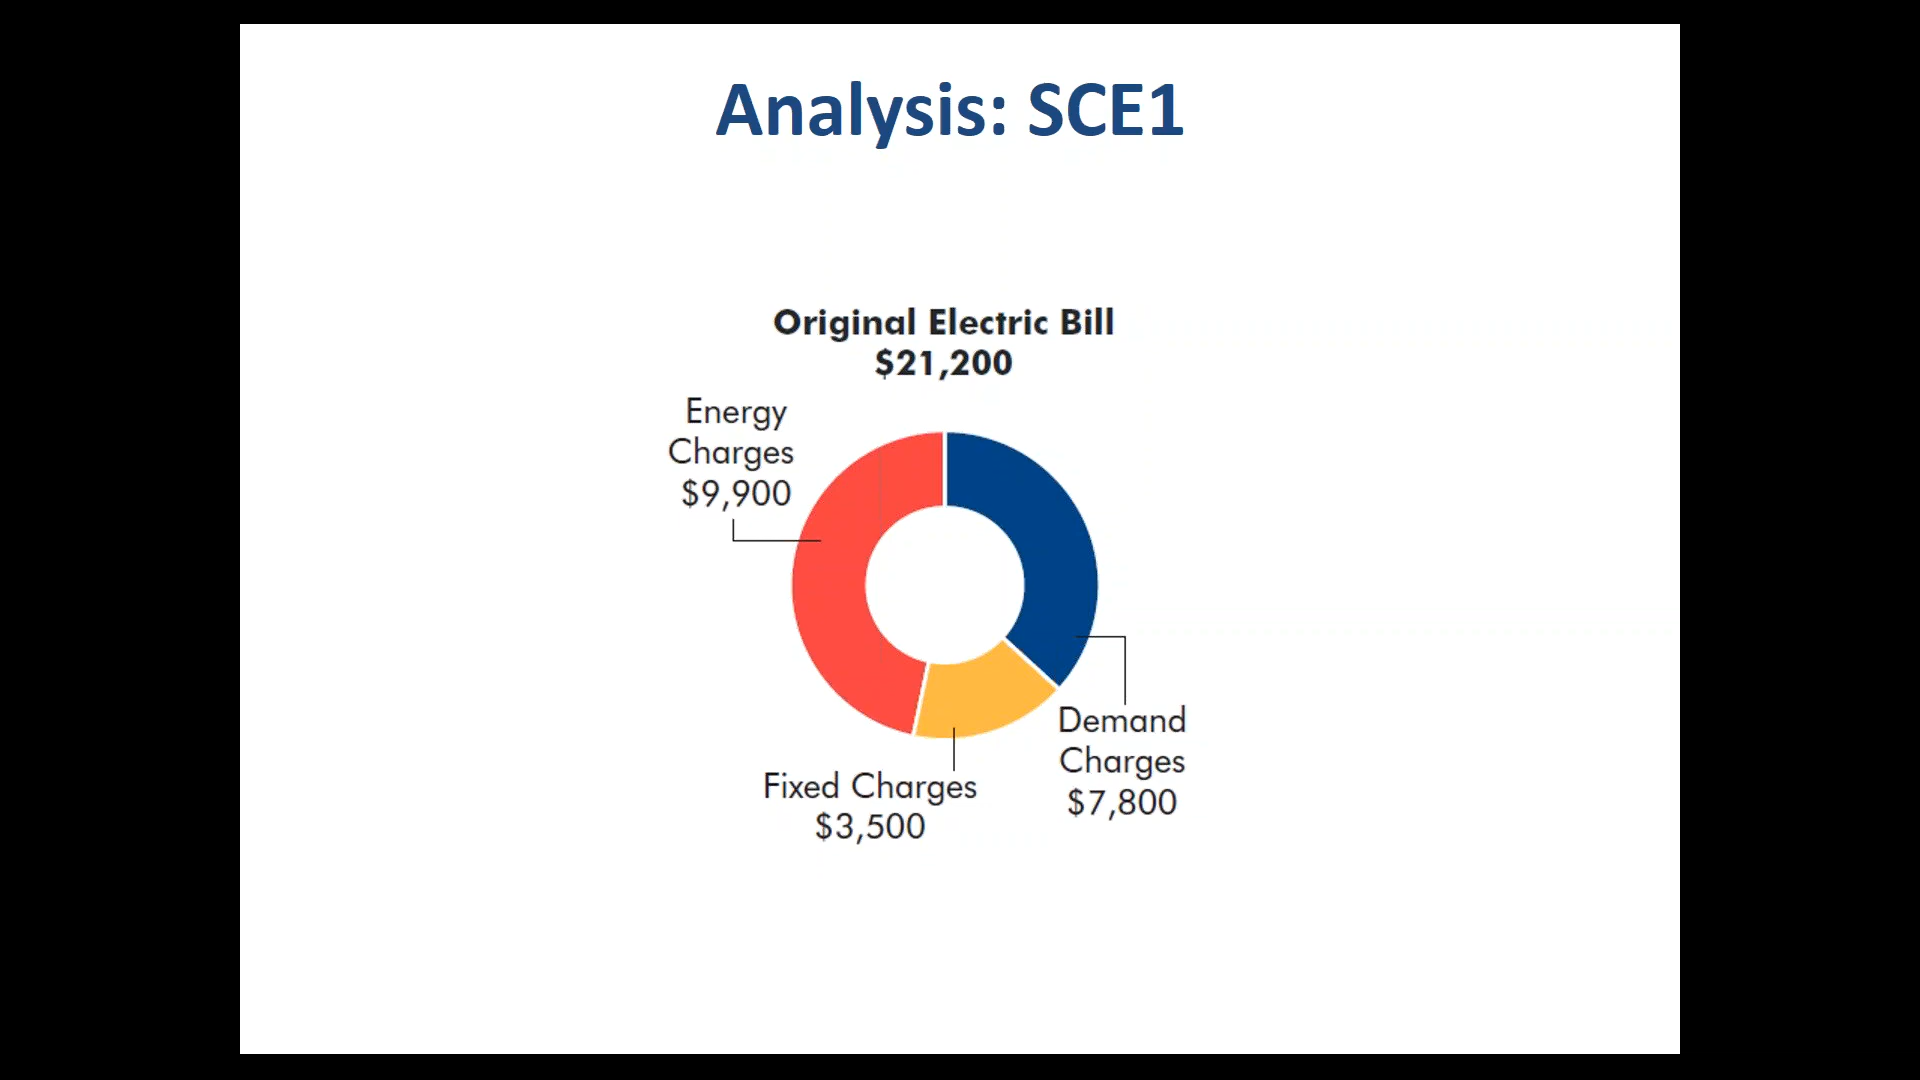 Analysis: SCE1
Original Electric Bill
$21,200
Energy
Charges
$9,900
Demand
Charges
$7,800
Fixed Charges
$3,500